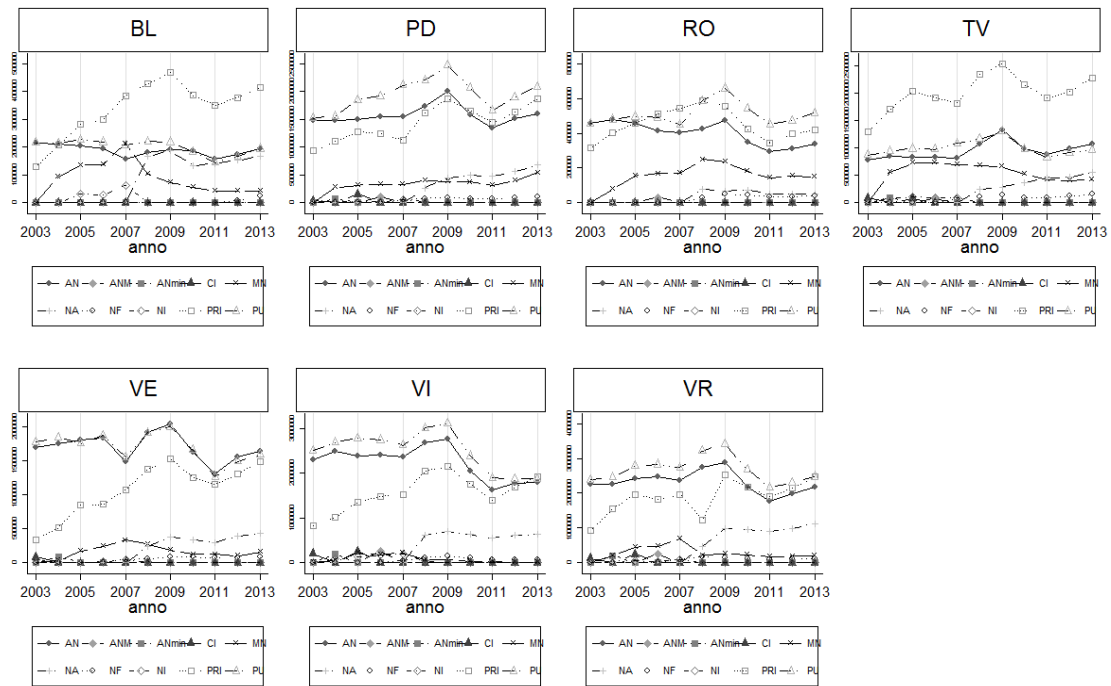 BL PD RO TV
2003 2005 2007 2009 2011 2013 2003 2005 2007 2009 2011 2013 2003 2005 2007 2009 2011 2013 2003 2005 2007 2009 2011 2013
anno anno anno anno
AN ANM ANmin CI MN AN ANM ANmin CI MN AN ANM ANmin CI MN AN ANM ANmin CI MN
NA NF NI PRI PU NA NF NI PRI PU NA NF NI PRI PU NA NF NI PRI PU
VE VI VR
2003 2005 2007 2009 2011 2013 2003 2005 2007 2009 2011 2013 2003 2005 2007 2009 2011 2013
anno anno anno
AN ANM ANmin CI MN AN ANM ANmin CI MN AN ANM ANmin CI MN
NA NF NI PRI PU NA NF NI PRI PU NA NF NI PRI PU